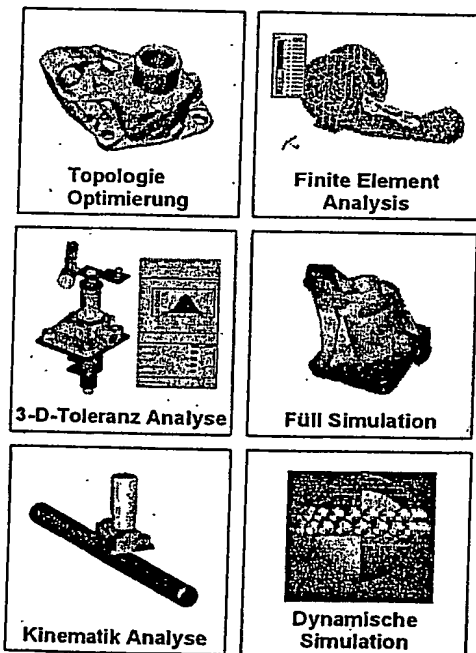 Topologie
Optimierung
Finite Element
Analysis
3-D-Toleranz Analyse
Füll Simulation
Kinematik Analyse
Dynamische
Simulation